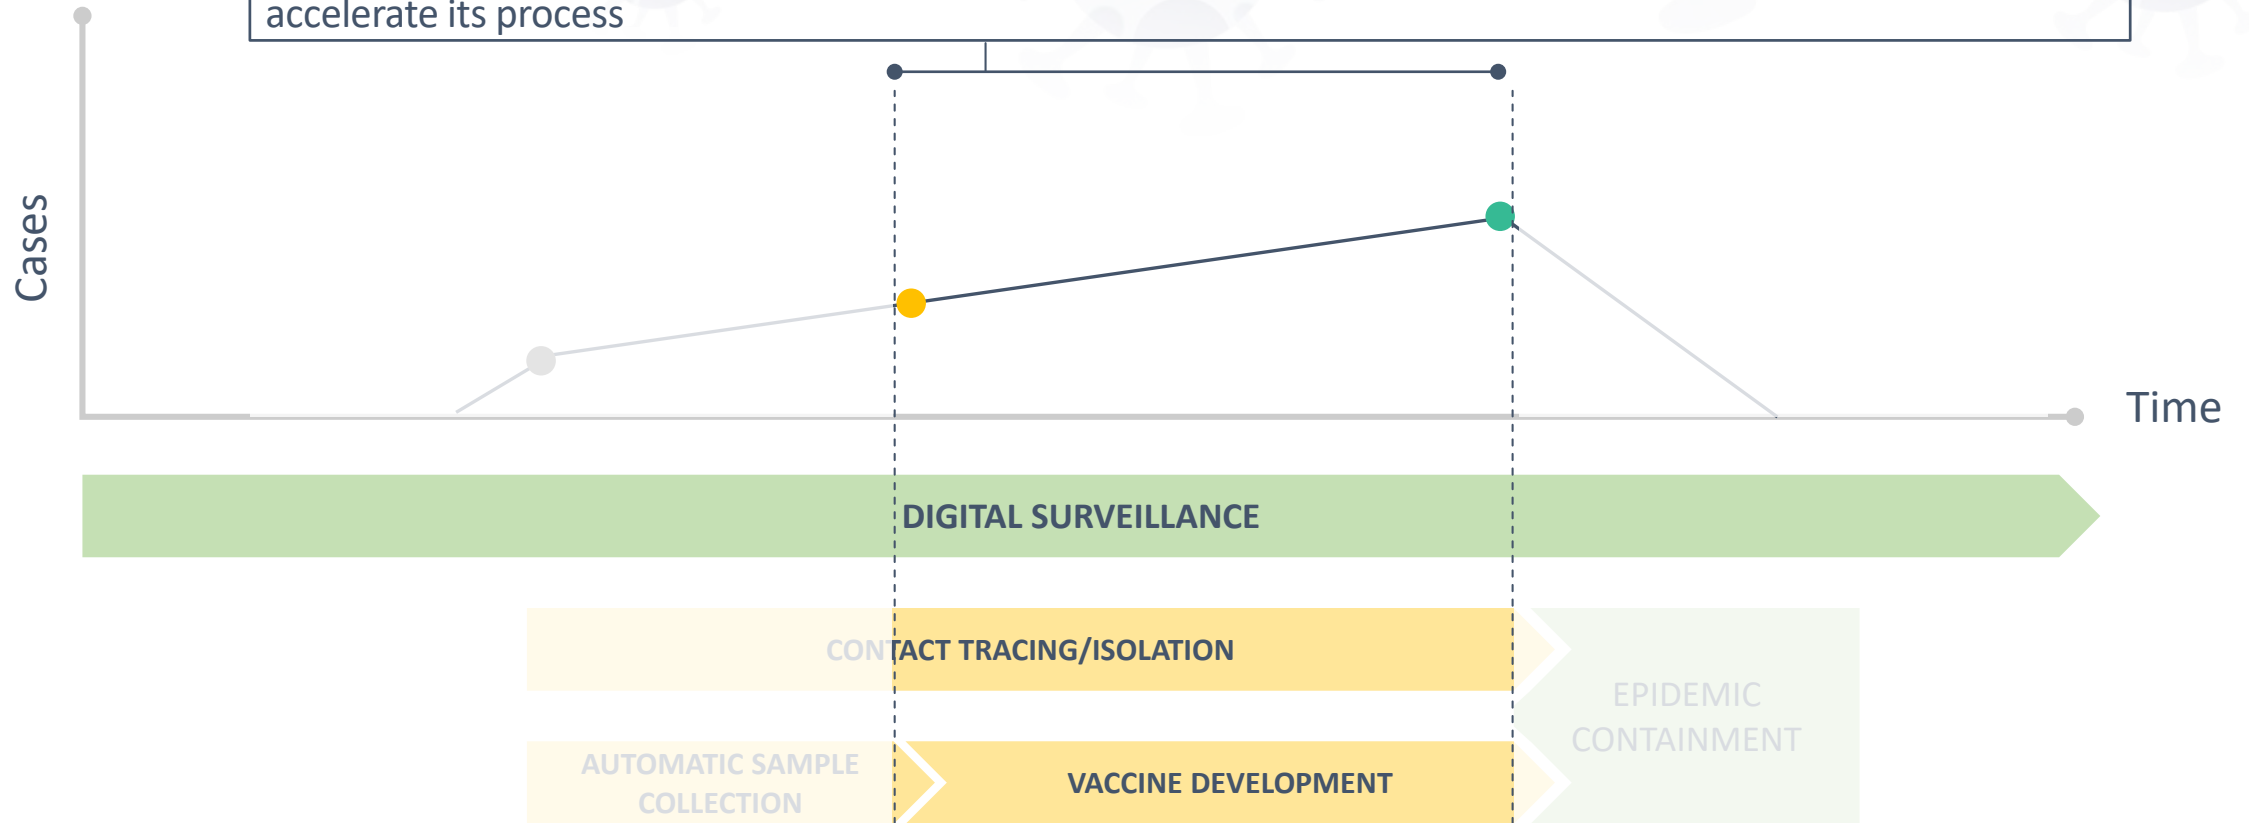 accelerate its process
Cases
Time
DIGITAL SURVEILLANCE
CONTACT TRACING/ISOLATION
EPIDEMIC
CONTAINMENT
AUTOMATIC SAMPLE
COLLECTION
VACCINE DEVELOPMENT